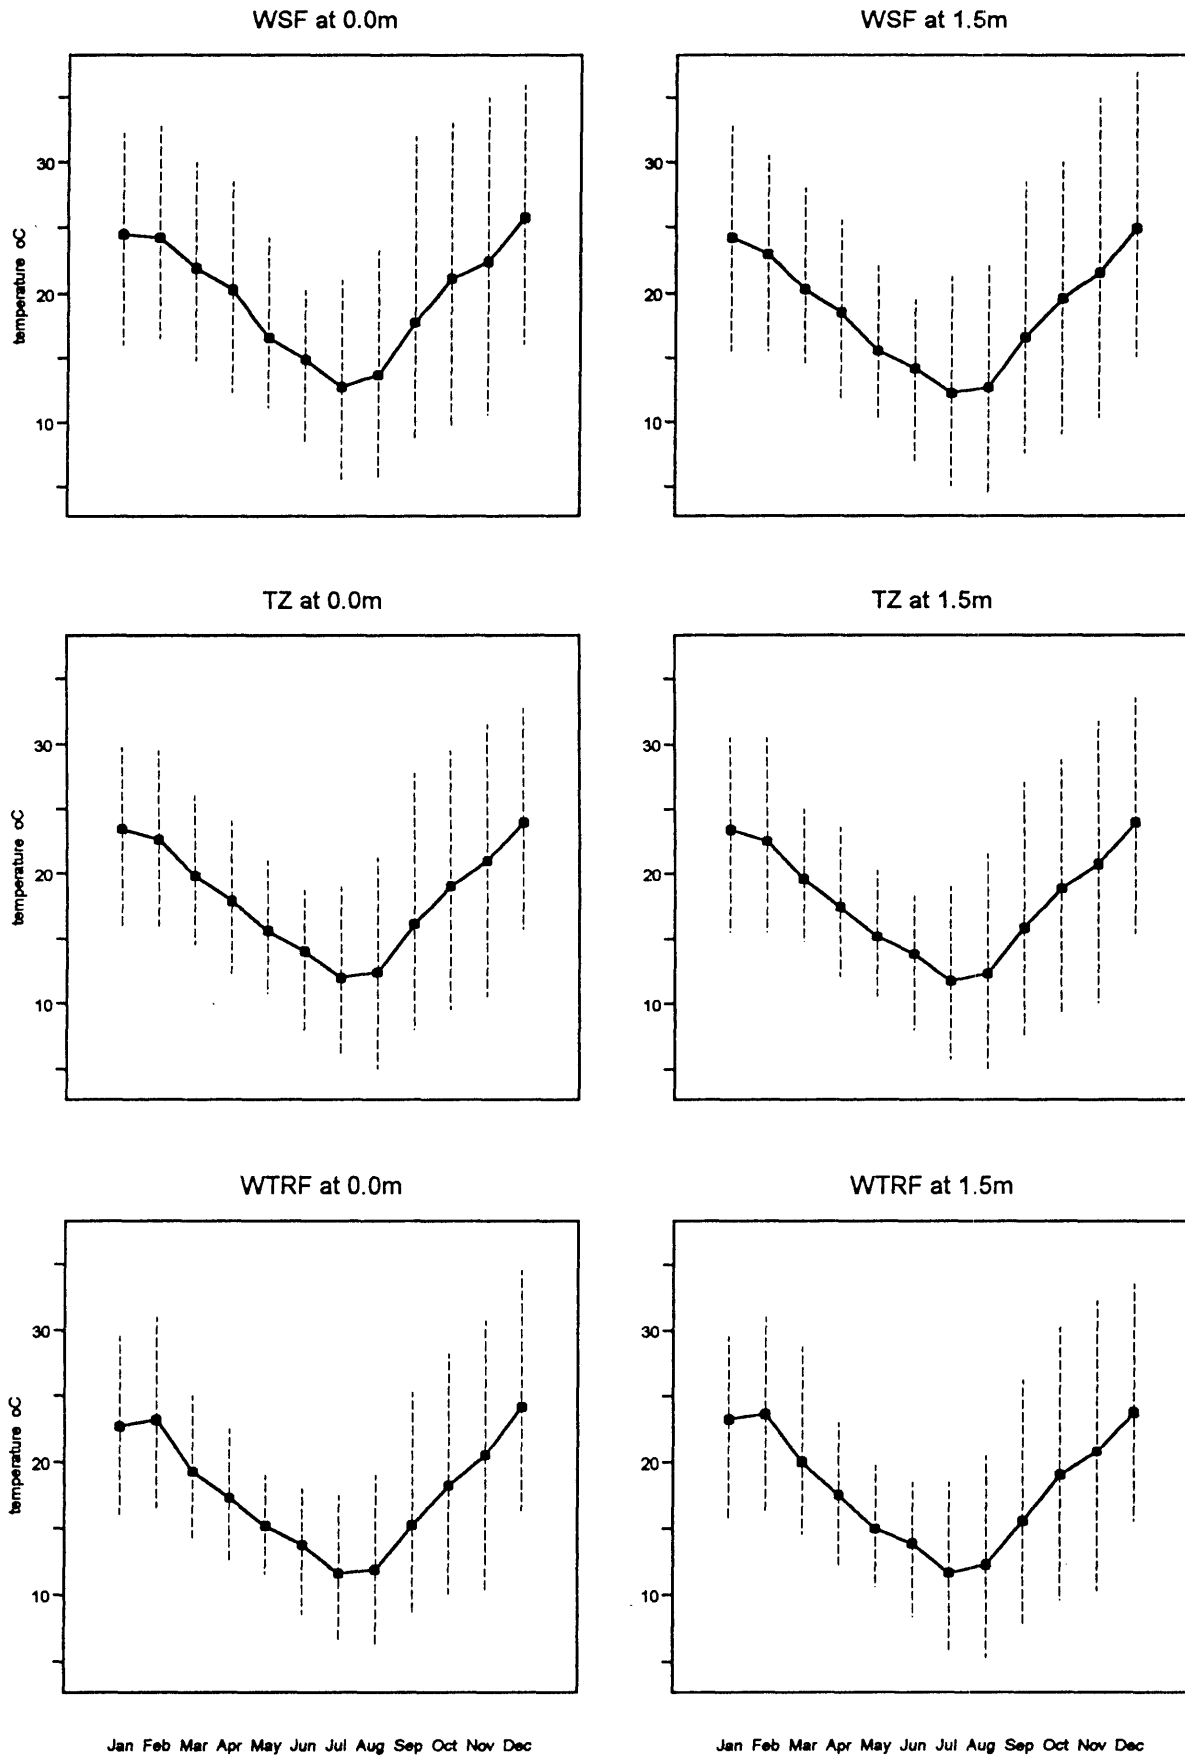 WSF at 0.0m
WSF at 1.5m
temperature oC
30
20
10
30
20
10
TZ at 0.0m
TZ at 1.5m
temperature oC
30
20
10
30
20
10
WTRF at 0.0m
WTRF at 1.5m
temperature oC
30
20
10
30
20
10
Jan Feb Mar Apr May Jun Jul Aug Sep Oct Nov Dec
Jan Feb Mar Apr May Jun Jul Aug Sep Oct Nov Dec